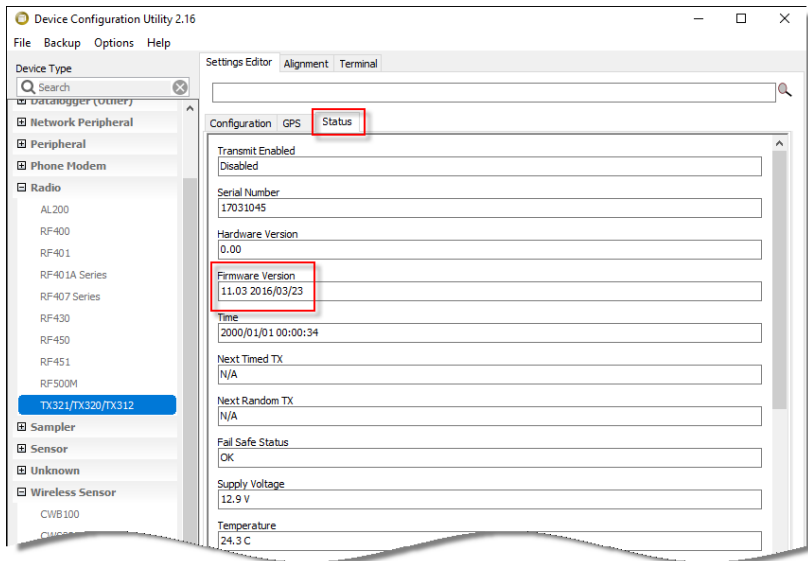 Device Configuration Utility 2.16
File Backup Options Help
Device Type
Search
Datalogger (Other)
Network Peripheral
Peripheral
Phone Modem
Radio
AL200
RF400
RF401
RF401A Series
RF407 Series
RF430
RF450
RF451
RF500M
TX321/TX320/TX312
Sampler
Sensor
Unknown
Wireless Sensor
CWB100
Settings Editor Alignment Terminal
Configuration GPS Status
Transmit Enabled
Disabled
Serial Number
17031045
Hardware Version
0.00
Firmware Version
11.03 2016/03/23
Time
2000/01/01 00:00:34
Next Timed TX
N/A
Next Random TX
N/A
Fail Safe Status
OK
Supply Voltage
12.9 V
Temperature
24.3 C